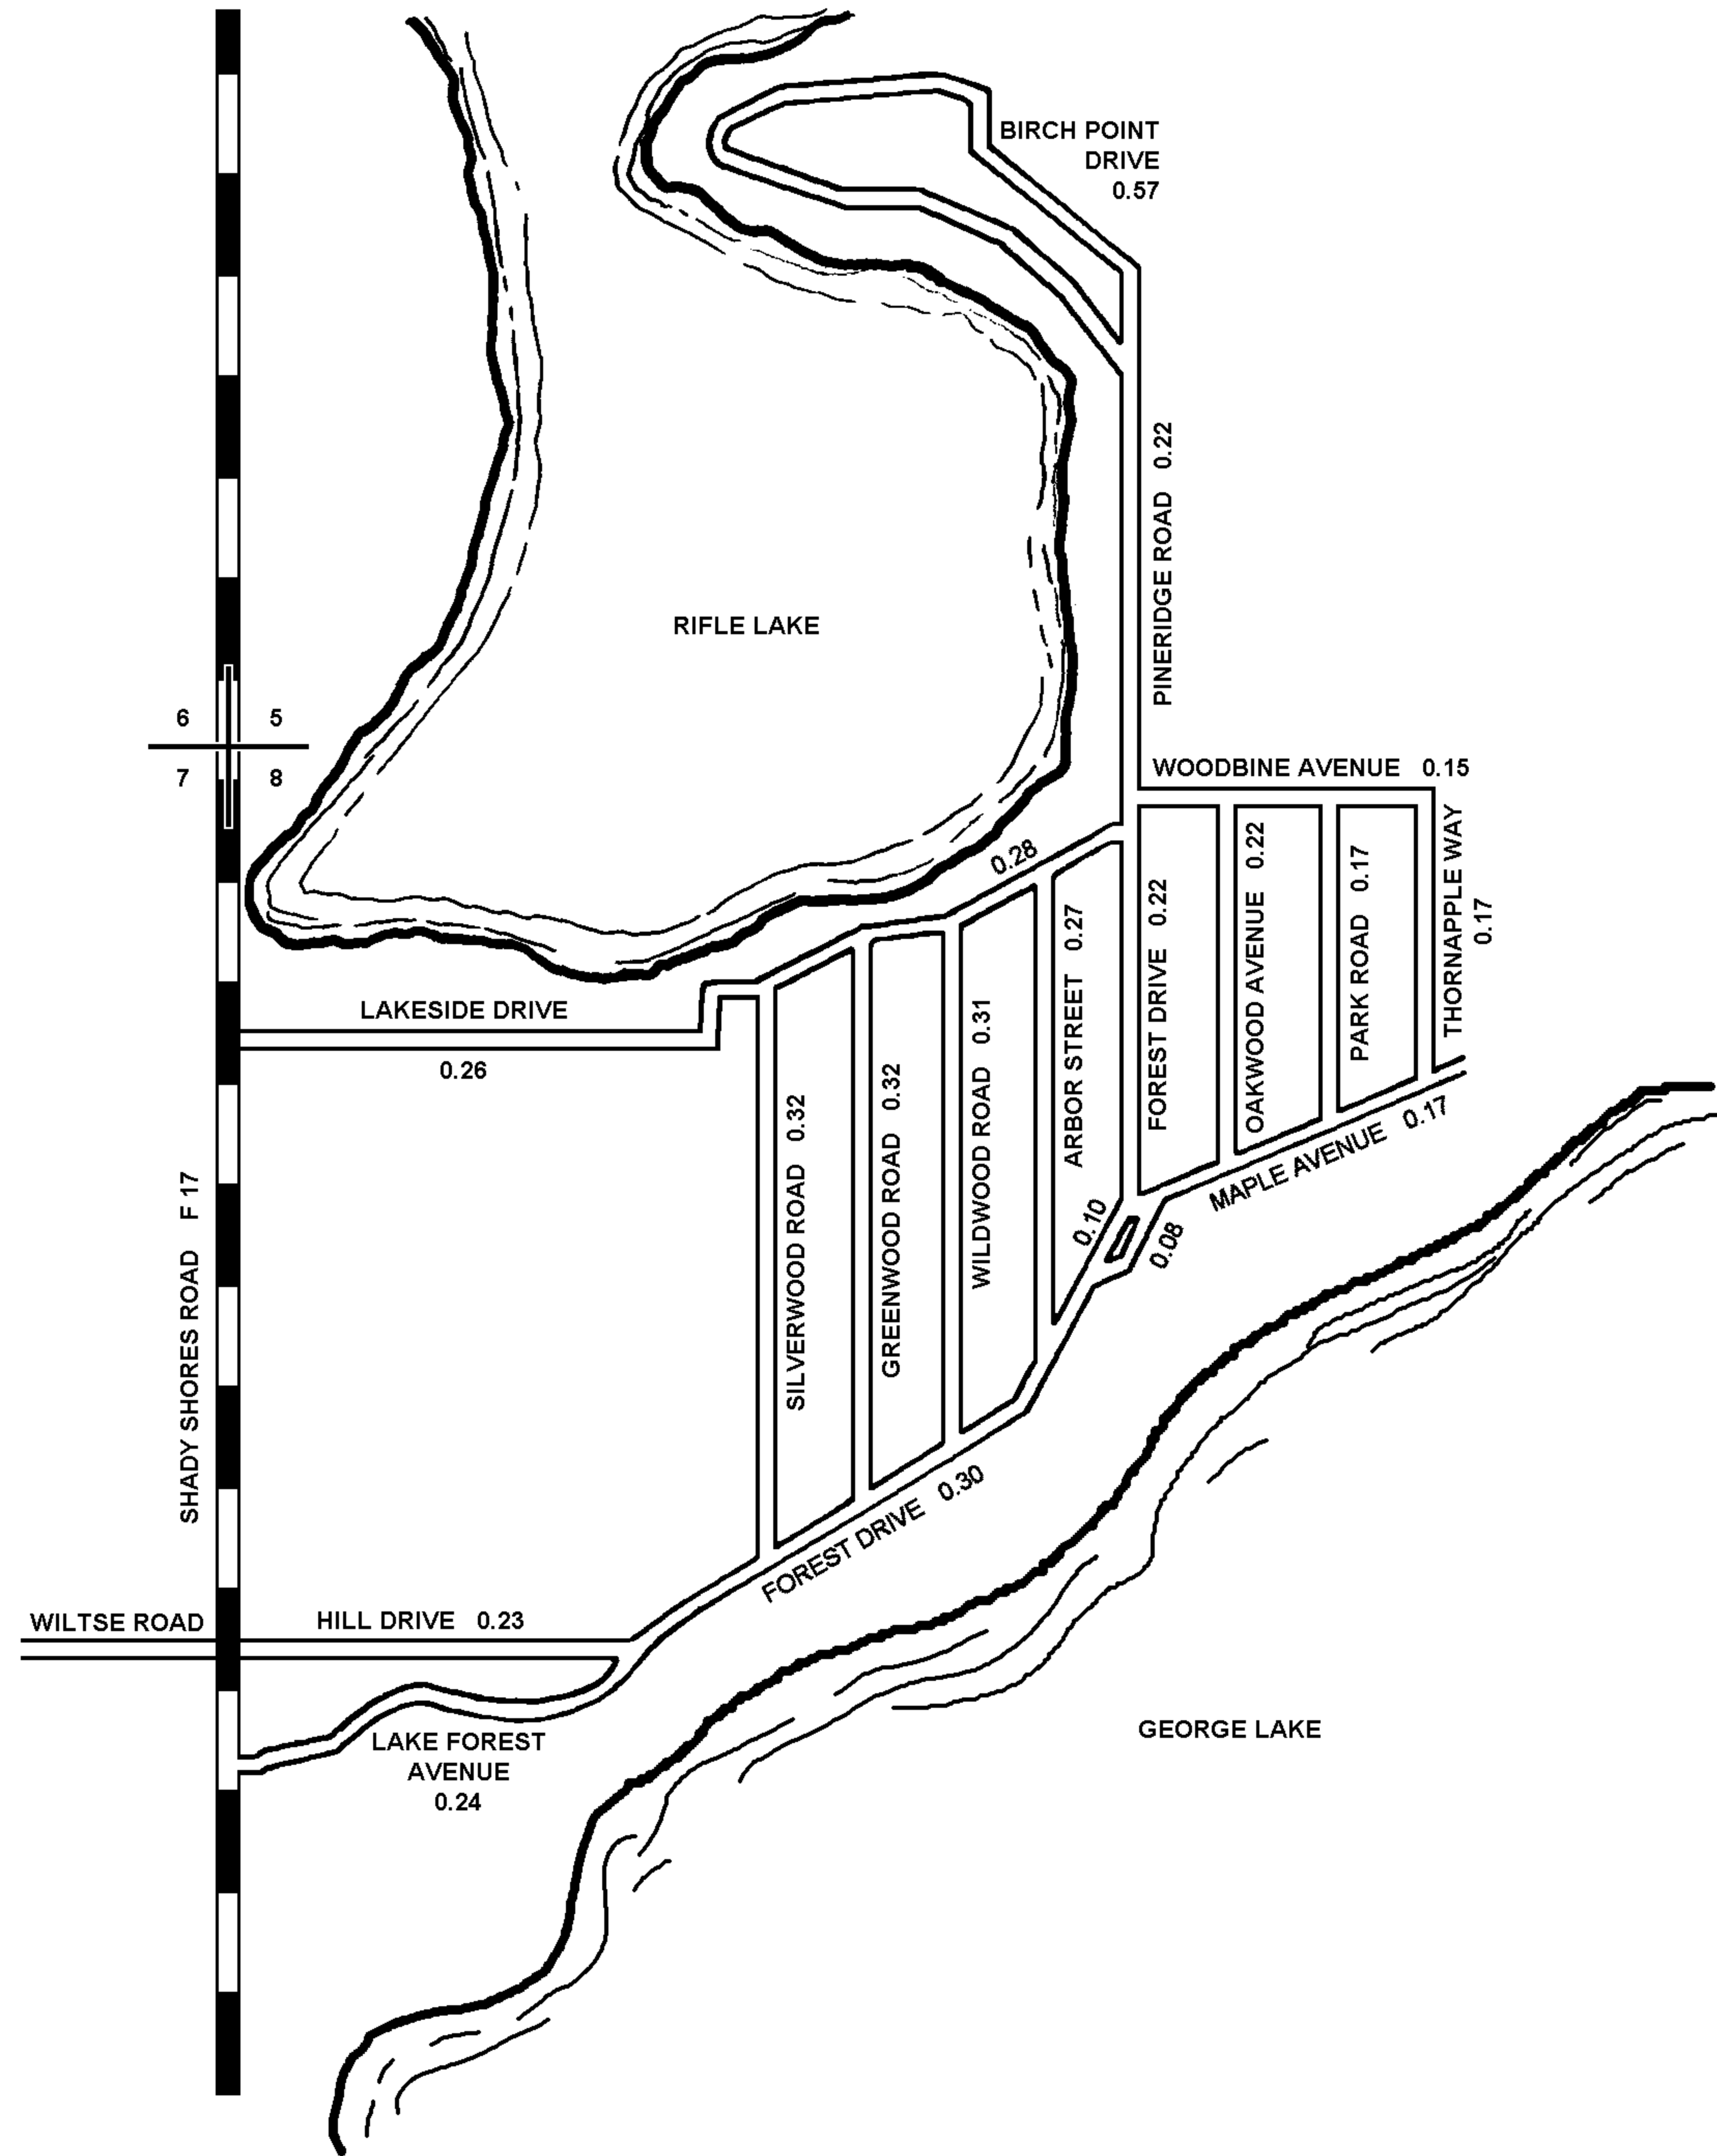 BIRCH POINT
DRIVE
0.57
PINERIDGE ROAD 0.22
RIFLE LAKE
6 5
7 8
WOODBINE AVENUE 0.15
THORNAPPLE WAY
0.17
0.28
PARK ROAD 0.17
OAKWOOD AVENUE 0.22
FOREST DRIVE 0.22
ARBOR STREET 0.27
WILDWOOD ROAD 0.31
GREENWOOD ROAD 0.32
SILVERWOOD ROAD 0.32
LAKESIDE DRIVE
0.26
MAPLE AVENUE 0.17
0.10
0.08
SHADY SHORES ROAD F 17
FOREST DRIVE 0.30
WILTSE ROAD
HILL DRIVE 0.23
LAKE FOREST
AVENUE
0.24
GEORGE LAKE